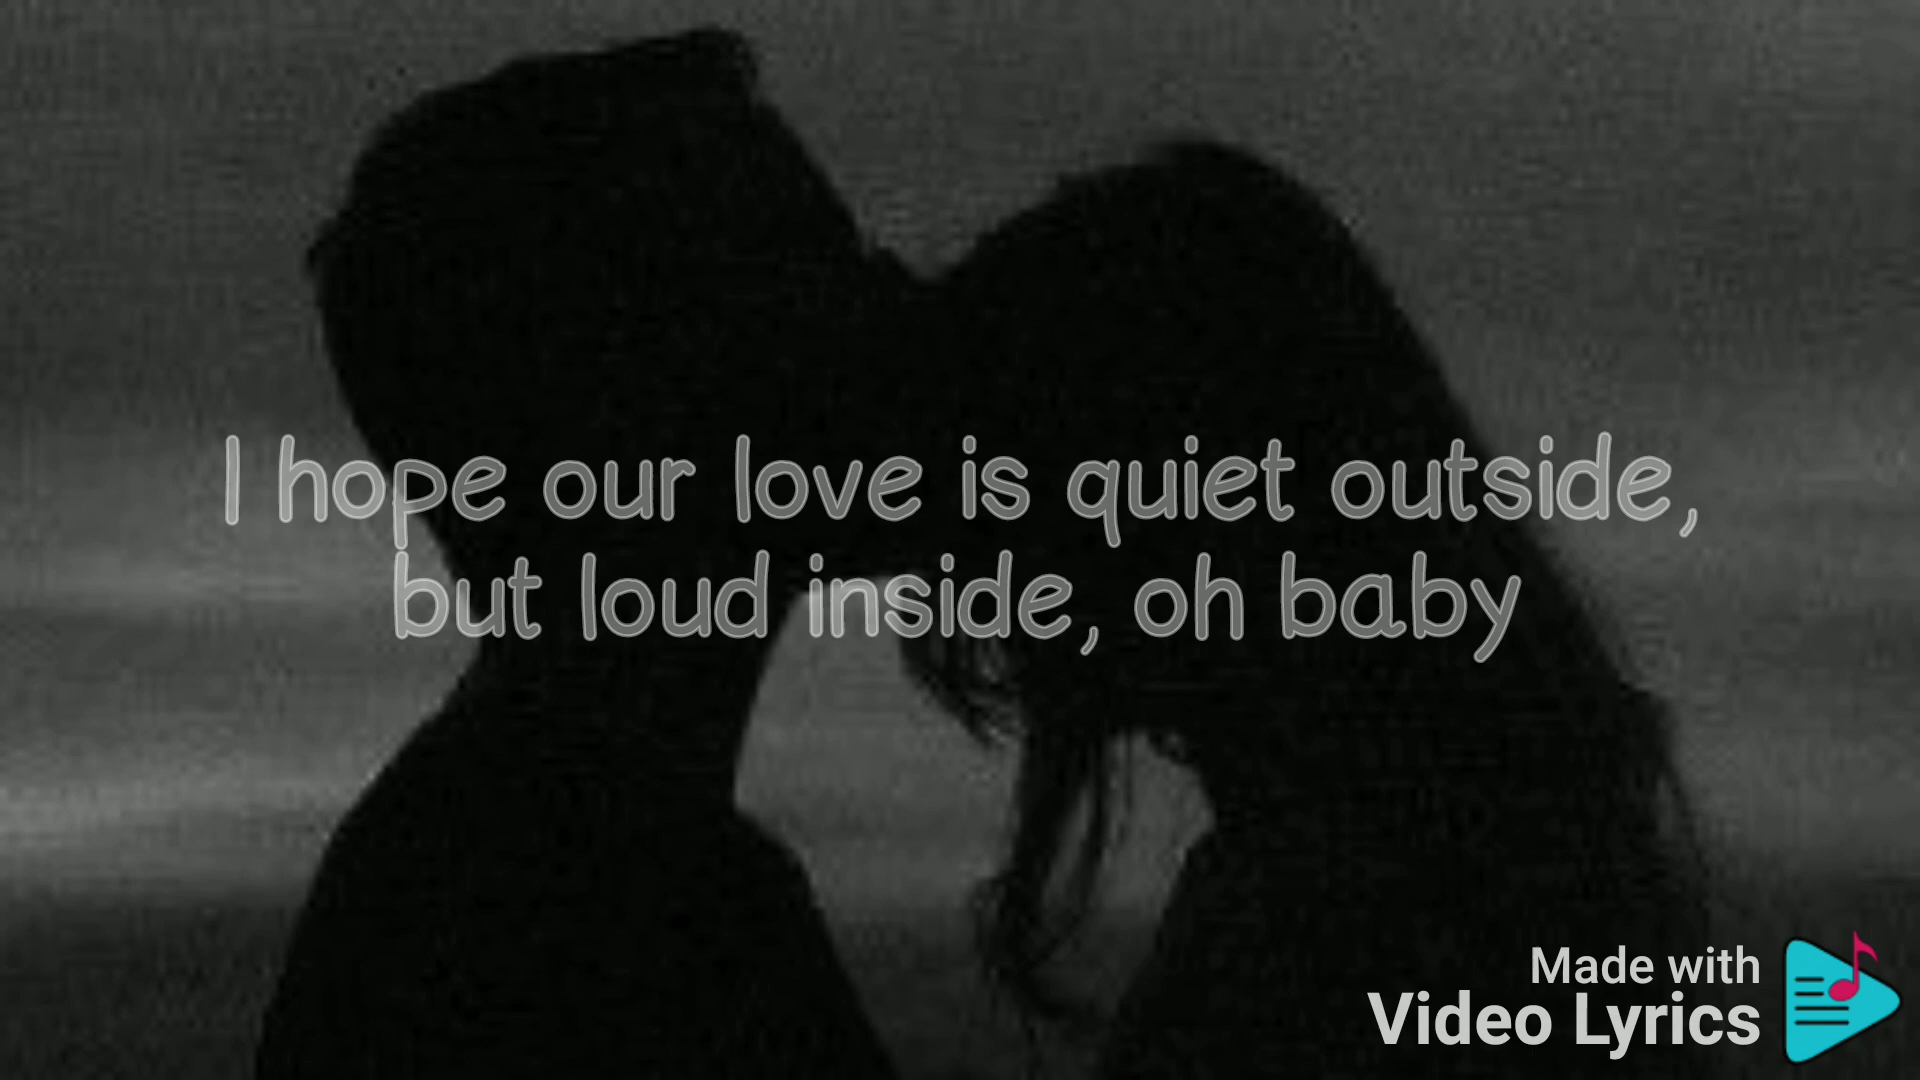 I hope our love is quiet outside,
but loud inside, oh baby
Made with
Video Lyrics